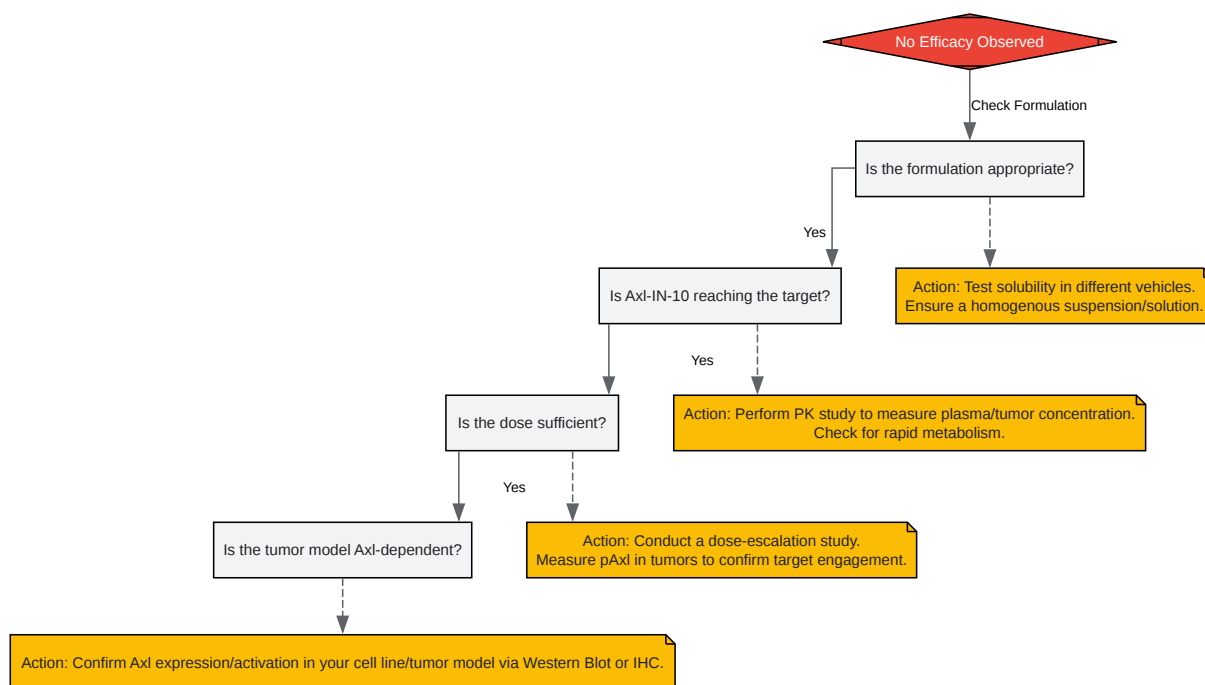 No Efficacy Observed
Check Formulation
Is the formulation appropriate?
Yes
Is Axl-IN-10 reaching the target?
Action: Test solubility in different vehicles.
Ensure a homogenous suspension/solution.
Yes
Is the dose sufficient?
Action: Perform PK study to measure plasma/tumor concentration.
Check for rapid metabolism.
Yes
Is the tumor model Axl-dependent?
Action: Conduct a dose-escalation study.
Measure pAxl in tumors to confirm target engagement.
Action: Confirm Axl expression/activation in your cell line/tumor model via Western Blot or IHC.